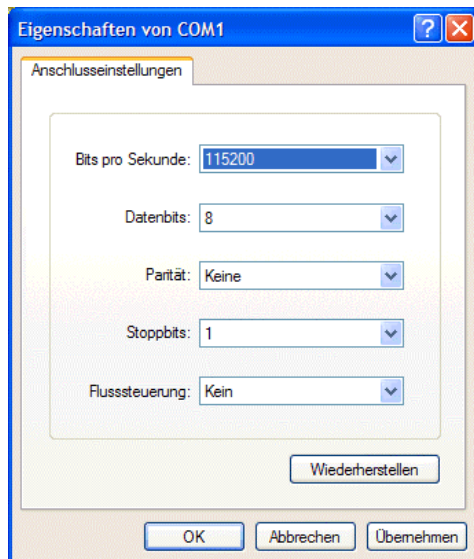 Eigenschaften von COM1
Anschlusseinstellungen
Bits pro Sekunde: 115200
Datenbits: 8
Parität: Keine
Stoppbits: 1
Flusssteuerung: Kein
Wiederherstellen
OK Abbrechen Übernehmen